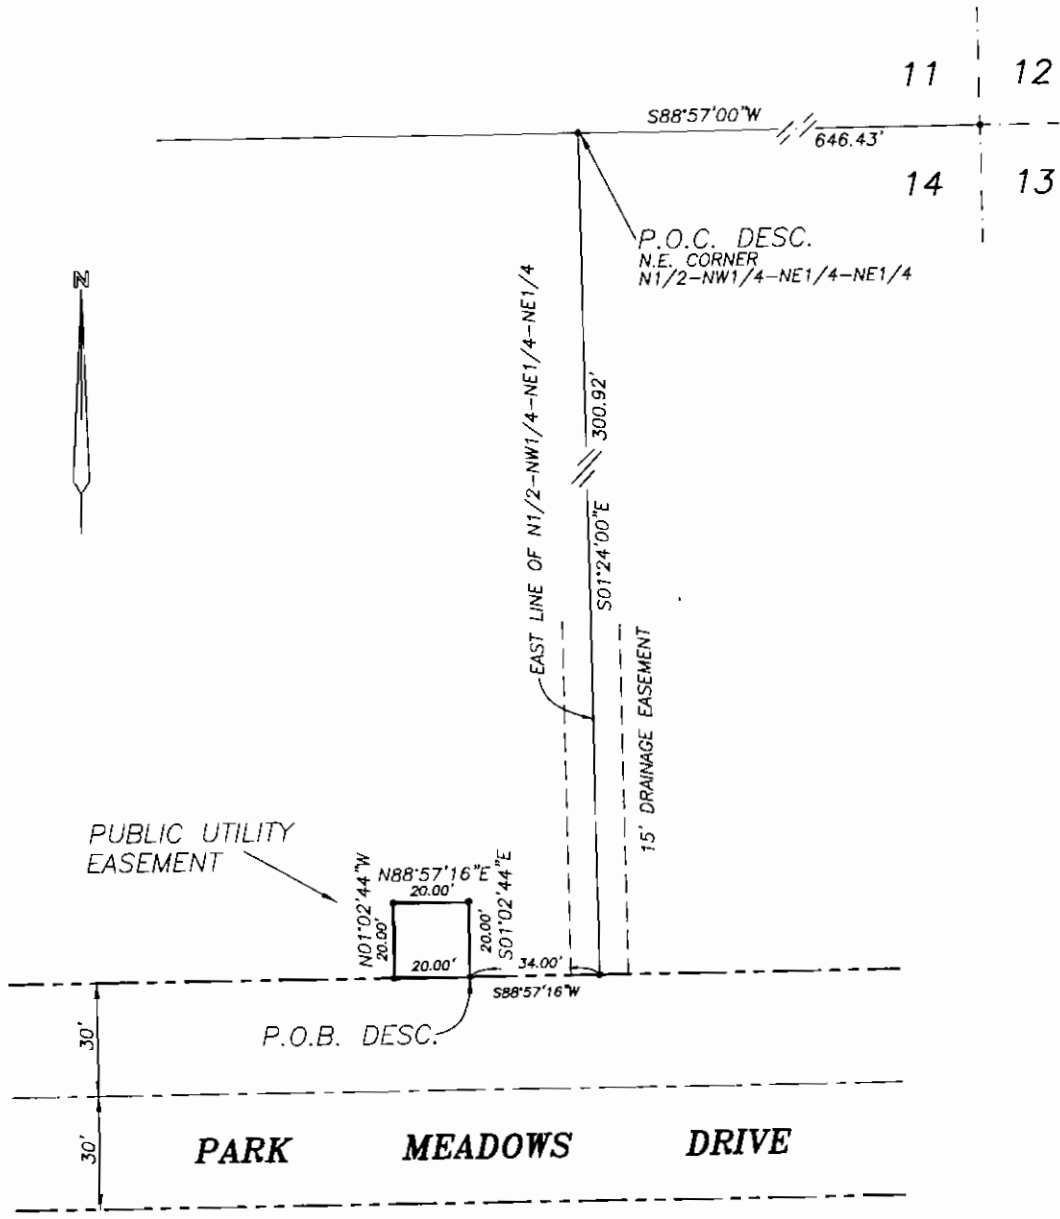 11
12
S88°57'00"W
646.43'
14
13
P.O.C. DESC.
N.E. CORNER
N1/2-NW1/4-NE1/4-NE1/4
N
EAST LINE OF N1/2-NW1/4-NE1/4-NE1/4
300.92'
S01°24'00"E
15' DRAINAGE EASEMENT
PUBLIC UTILITY
EASEMENT
N88°57'16"E
20.00'
N01°02'44"W
20.00'
20.00'
S01°02'44"E
20.00'
34.00'
S88°57'16"W
P.O.B. DESC.
30'
30'
PARK MEADOWS DRIVE